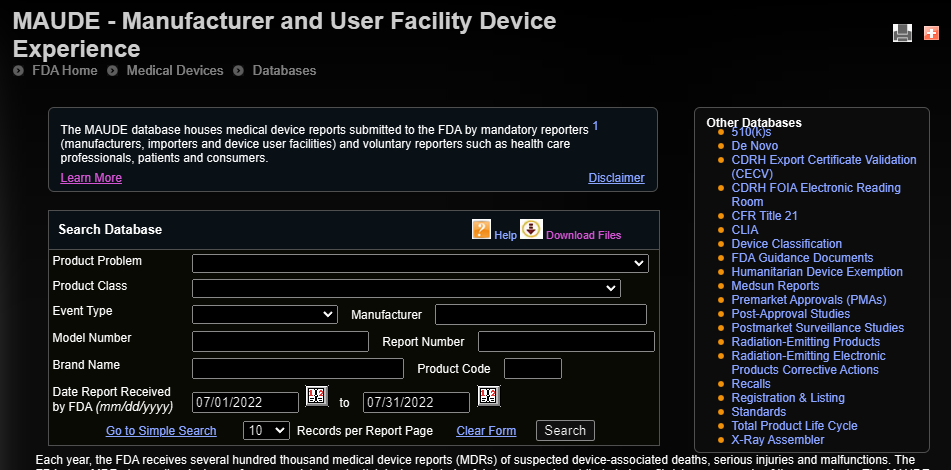 MAUDE - Manufacturer and User Facility Device
Experience
FDA Home Medical Devices Databases
The MAUDE database houses medical device reports submitted to the FDA by mandatory reporters 1
(manufacturers, importers and device user facilities) and voluntary reporters such as health care
professionals, patients and consumers.
Learn More Disclaimer
Search Database Help Download Files
Product Problem
Product Class
Event Type Manufacturer
Model Number Report Number
Brand Name Product Code
Date Report Received
by FDA (mm/dd/yyyy) 07/01/2022 to 07/31/2022
Go to Simple Search 10 Records per Report Page Clear Form Search
Other Databases
510(k)s
De Novo
CDRH Export Certificate Validation
(CECV)
CDRH FOIA Electronic Reading
Room
CFR Title 21
CLIA
Device Classification
FDA Guidance Documents
Humanitarian Device Exemption
Medsun Reports
Premarket Approvals (PMAs)
Post-Approval Studies
Postmarket Surveillance Studies
Radiation-Emitting Products
Radiation-Emitting Electronic
Products Corrective Actions
Recalls
Registration & Listing
Standards
Total Product Life Cycle
X-Ray Assembler
Each year, the FDA receives several hundred thousand medical device reports (MDRs) of suspected device-associated deaths, serious injuries and malfunctions. The